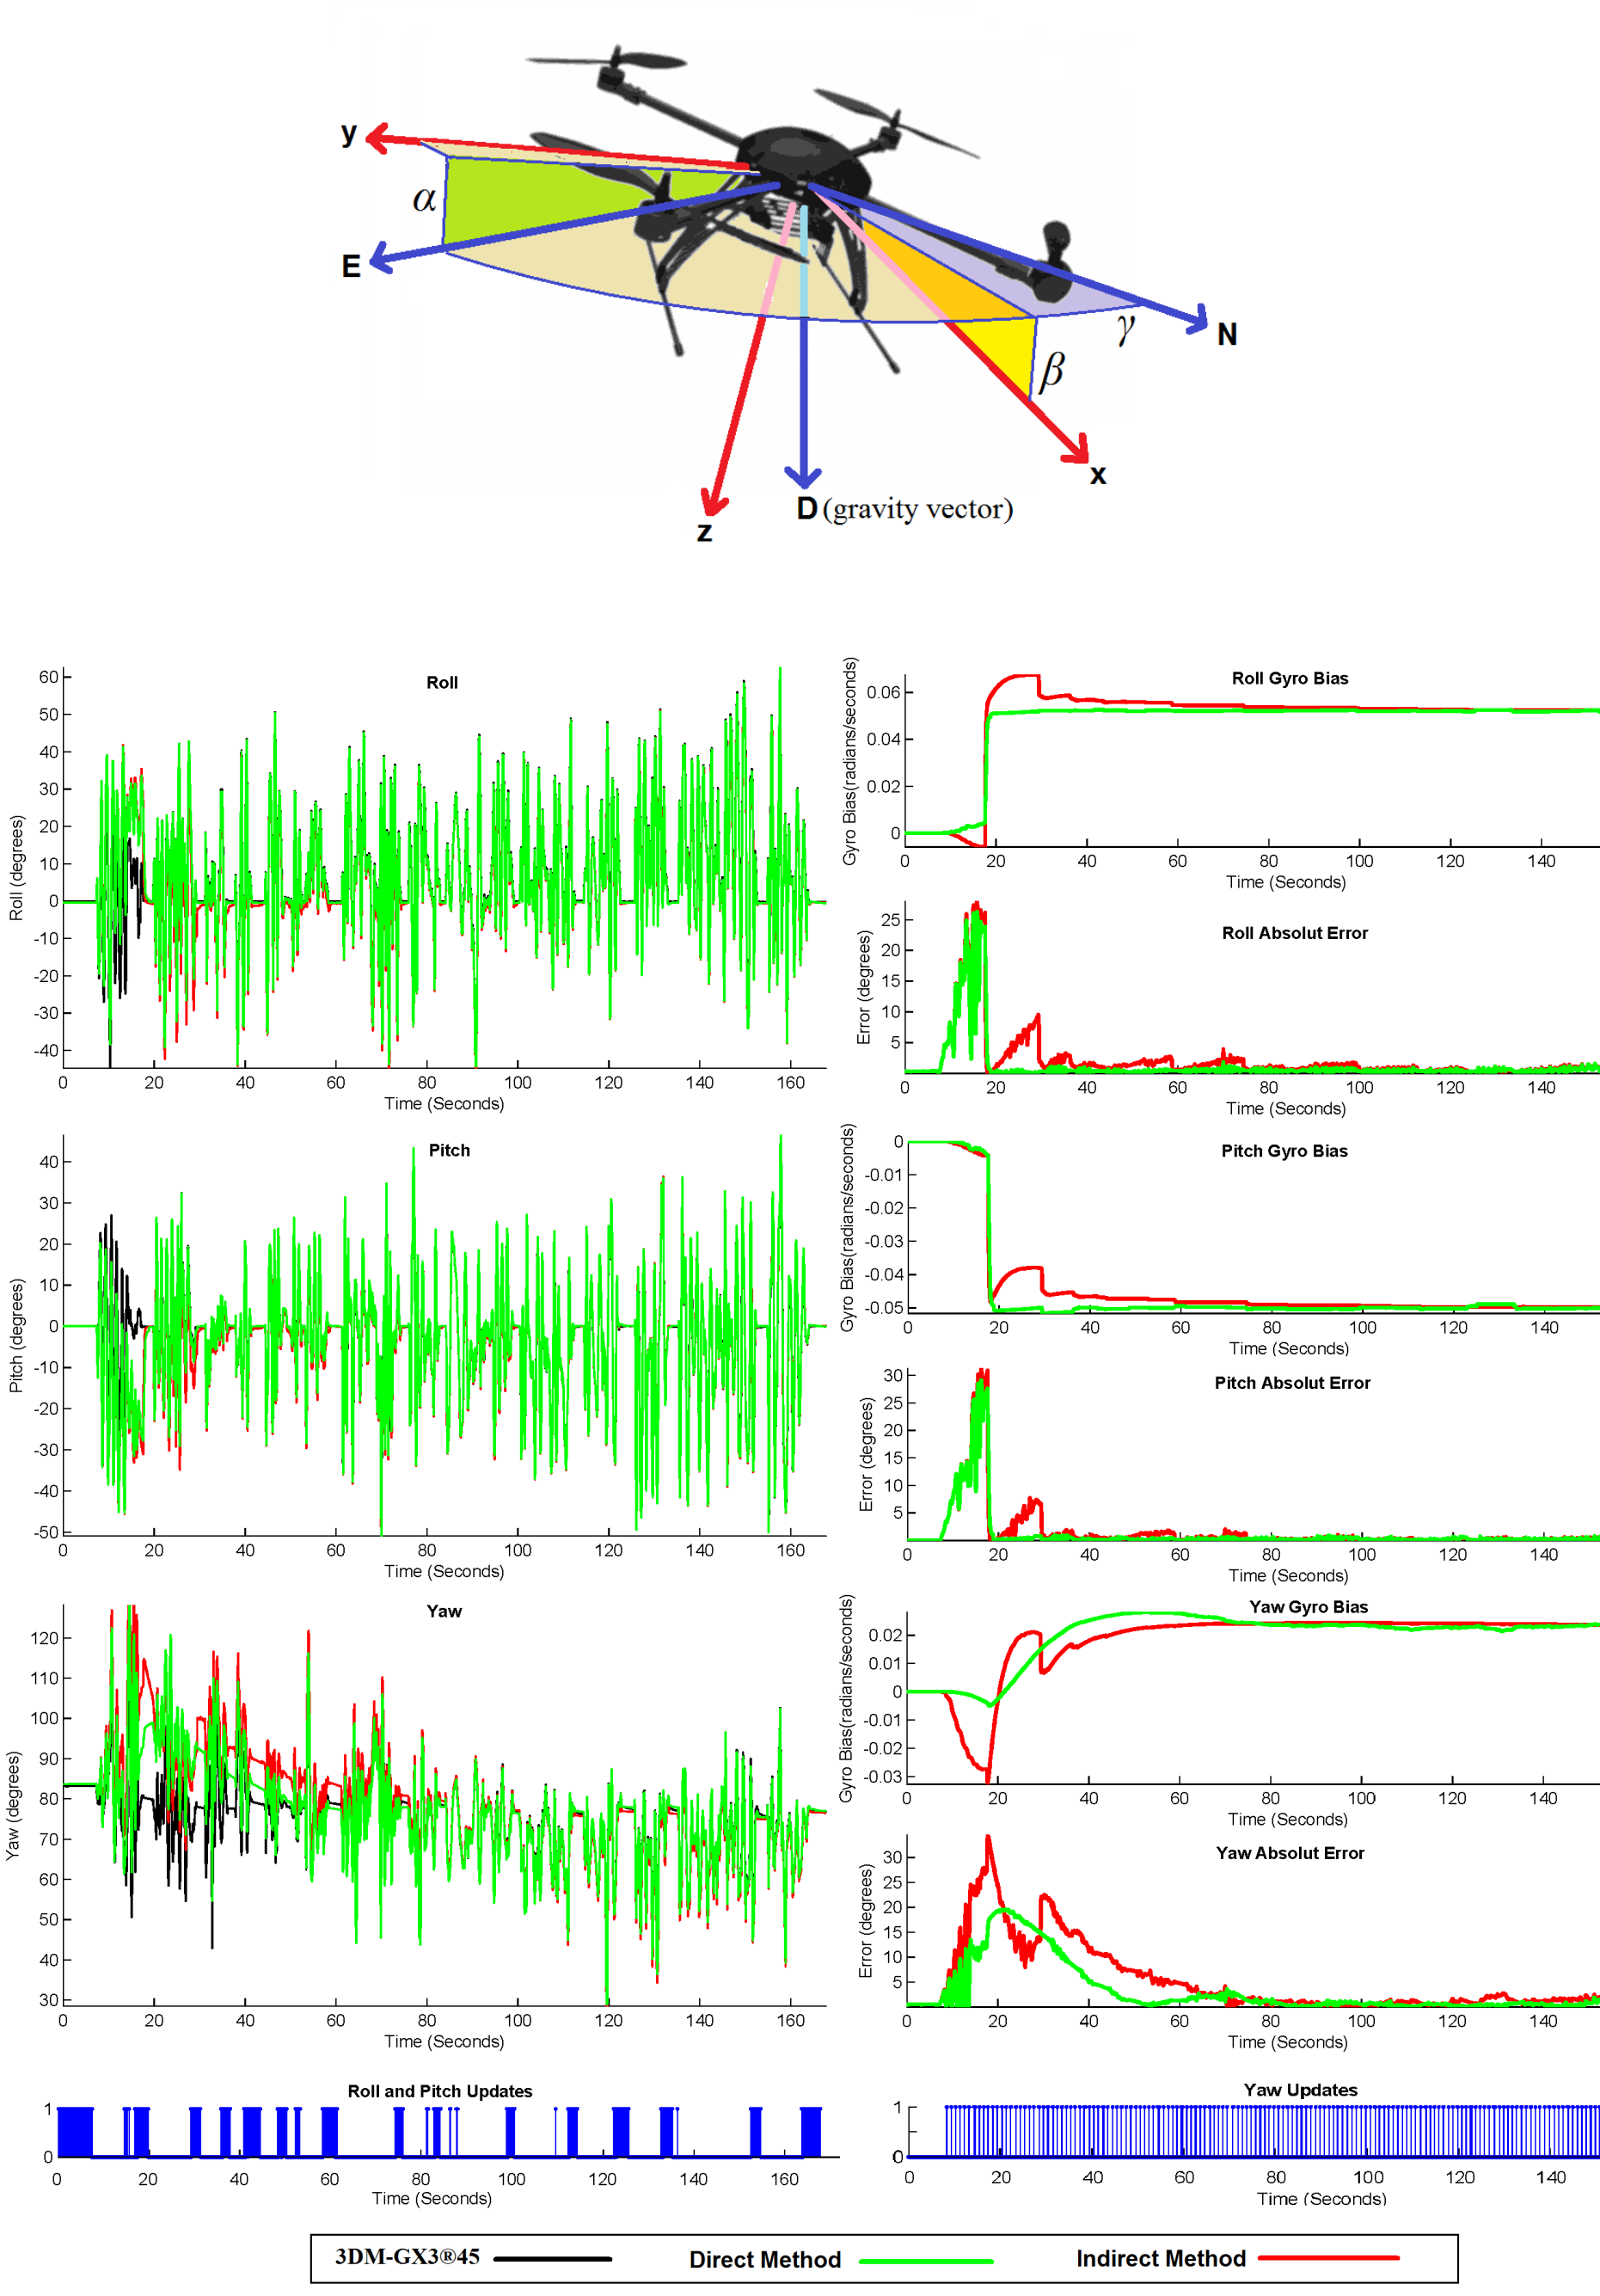 y
α
E
N
γ
β
x
D (gravity vector)
z
Roll
60
50
40
30
20
10
0
-10
-20
-30
-40
Roll (degrees)
0 20 40 60 80 100 120 140 160
Time (Seconds)
Roll Gyro Bias
0.06
0.04
0.02
0
Gyro Bias(radians/seconds)
0 20 40 60 80 100 120 140
Time (Seconds)
Roll Absolut Error
25
20
15
10
5
Error (degrees)
0 20 40 60 80 100 120 140
Time (Seconds)
Pitch
40
30
20
10
0
-10
-20
-30
-40
-50
Pitch (degrees)
0 20 40 60 80 100 120 140 160
Time (Seconds)
Pitch Gyro Bias
0
-0.01
-0.02
-0.03
-0.04
-0.05
Gyro Bias(radians/seconds)
0 20 40 60 80 100 120 140
Time (Seconds)
Pitch Absolut Error
30
25
20
15
10
5
Error (degrees)
0 20 40 60 80 100 120 140
Time (Seconds)
Yaw
120
110
100
90
80
70
60
50
40
30
Yaw (degrees)
0 20 40 60 80 100 120 140 160
Time (Seconds)
Yaw Gyro Bias
0.02
0.01
0
-0.01
-0.02
-0.03
Gyro Bias(radians/seconds)
0 20 40 60 80 100 120 140
Time (Seconds)
Yaw Absolut Error
30
25
20
15
10
5
Error (degrees)
0 20 40 60 80 100 120 140
Time (Seconds)
Roll and Pitch Updates
1
0
0 20 40 60 80 100 120 140 160
Time (Seconds)
Yaw Updates
1
0
0 20 40 60 80 100 120 140
Time (Seconds)
3DM-GX3®45 Direct Method Indirect Method